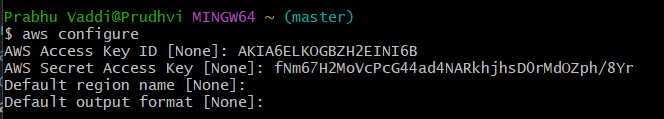 Prabhu Vaddi@Prudhvi MINGW64 ~ (master)
$ aws configure
AWS Access Key ID [None]: AKIA6ELKOGBZH2EINI6B
AWS Secret Access Key [None]: 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
Default region name [None]:
Default output format [None]: